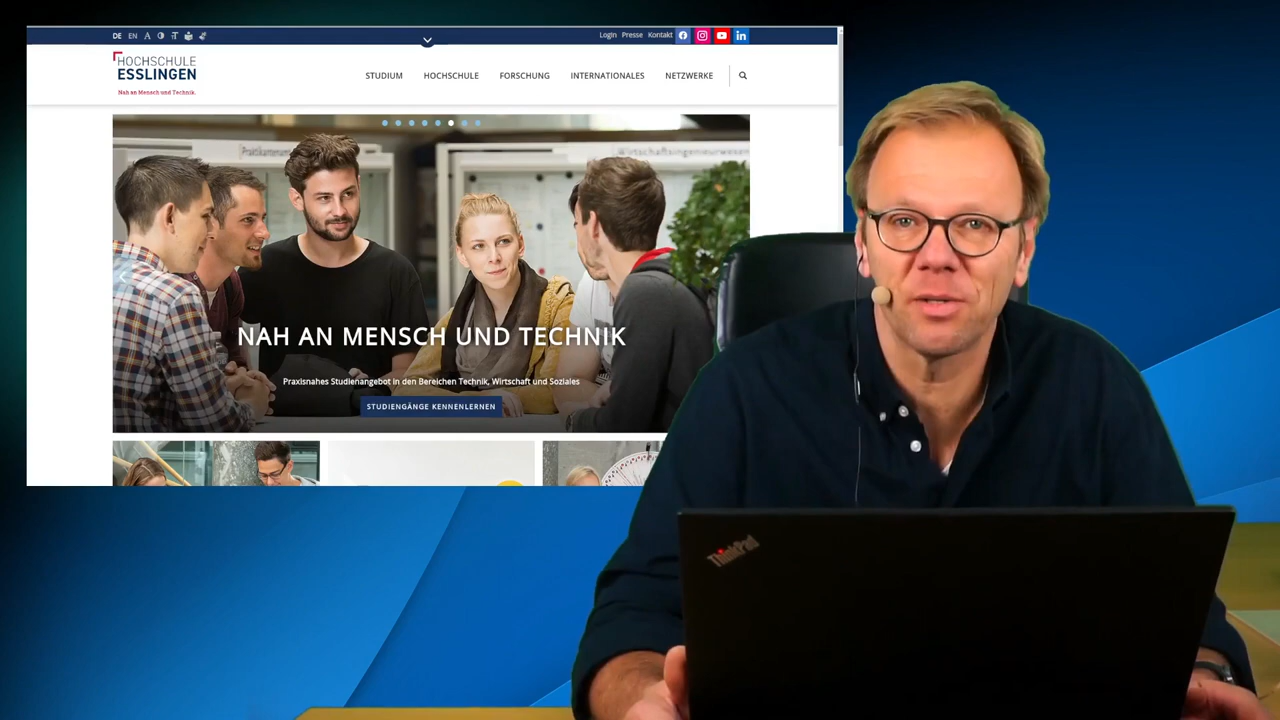 DE EN A
Login Presse Kontakt
HOCHSCHULE
ESSLINGEN
Nah an Mensch und Technik.
STUDIUM HOCHSCHULE FORSCHUNG INTERNATIONALES NETZWERKE
Wirtschaftsingenieurwesen
NAH AN MENSCH UND TECHNIK
Praxisnahes Studienangebot in den Bereichen Technik, Wirtschaft und Soziales
STUDIENGÄNGE KENNENLERNEN
ThinkPad